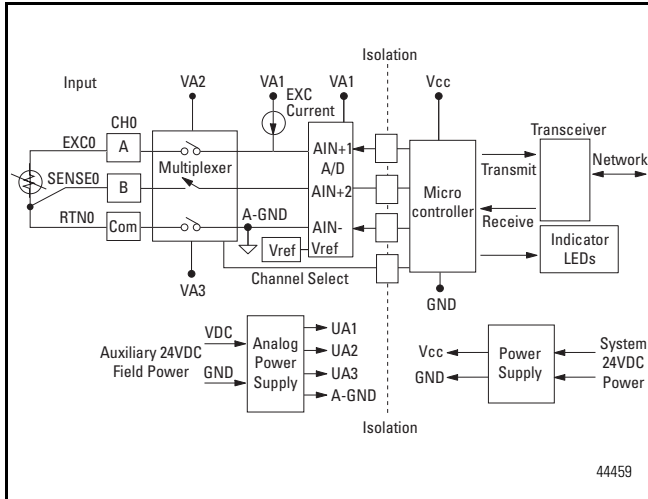 Isolation
Input
VA2
VA1
EXC
Current
VA1
Vcc
CH0
EXC0
A
SENSE0
B
RTN0
Com
Multiplexer
AIN+1
A/D
AIN+2
AIN-
Vref
Vref
A-GND
Micro
controller
Transceiver
Transmit
Network
Receive
Indicator
LEDs
Channel Select
VA3
GND
VDC
Auxiliary 24VDC
Field Power
GND
Analog
Power
Supply
UA1
UA2
UA3
A-GND
Vcc
GND
Power
Supply
System
24VDC
Power
Isolation
44459